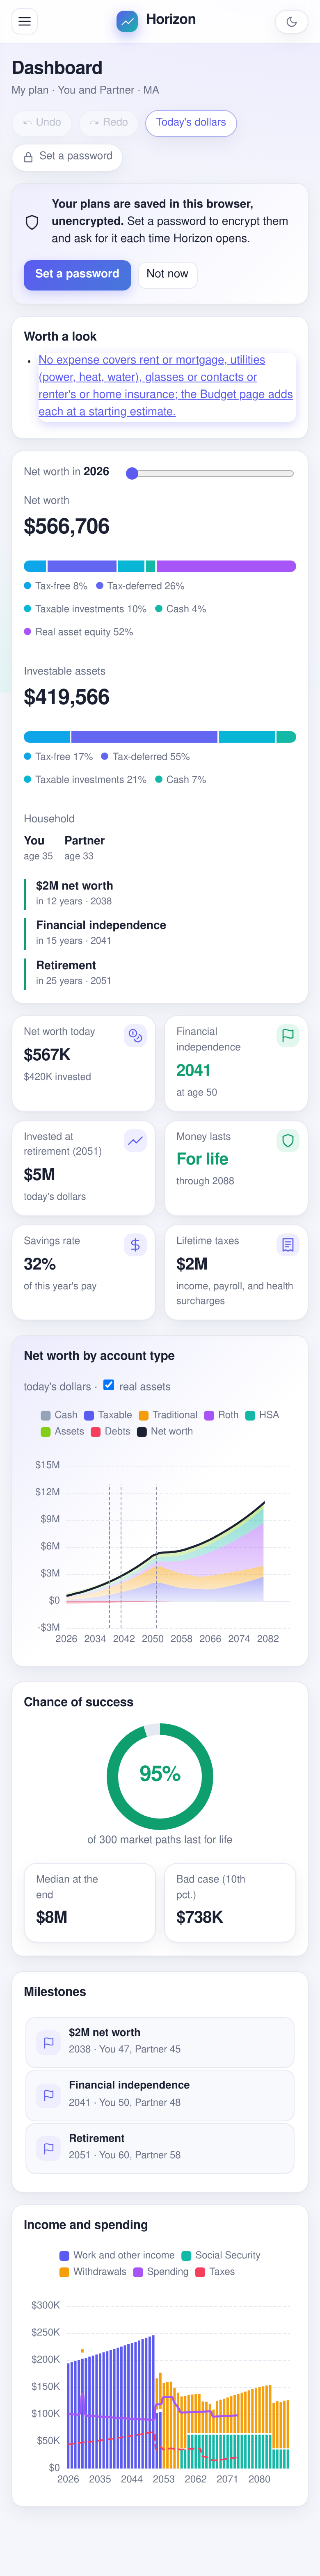 Horizon
Dashboard
My plan · You and Partner · MA
Undo
Redo
Today's dollars
Set a password
Your plans are saved in this browser,
unencrypted. Set a password to encrypt them
and ask for it each time Horizon opens.
Set a password
Not now
Worth a look
• No expense covers rent or mortgage, utilities
(power, heat, water), glasses or contacts or
renter's or home insurance; the Budget page adds
each at a starting estimate.
Net worth in 2026
Net worth
$566,706
Tax-free 8% Tax-deferred 26%
Taxable investments 10% Cash 4%
Real asset equity 52%
Investable assets
$419,566
Tax-free 17% Tax-deferred 55%
Taxable investments 21% Cash 7%
Household
You Partner
age 35 age 33
$2M net worth
in 12 years · 2038
Financial independence
in 15 years · 2041
Retirement
in 25 years · 2051
Net worth today
$567K
$420K invested
Financial
independence
2041
at age 50
Invested at
retirement (2051)
$5M
today's dollars
Money lasts
For life
through 2088
Savings rate
32%
of this year's pay
Lifetime taxes
$2M
income, payroll, and health
surcharges
Net worth by account type
today's dollars · real assets
Cash Taxable Traditional Roth HSA
Assets Debts Net worth
$15M
$12M
$9M
$6M
$3M
$0
-$3M
2026 2034 2042 2050 2058 2066 2074 2082
Chance of success
95%
of 300 market paths last for life
Median at the
end
$8M
Bad case (10th
pct.)
$738K
Milestones
$2M net worth
2038 · You 47, Partner 45
Financial independence
2041 · You 50, Partner 48
Retirement
2051 · You 60, Partner 58
Income and spending
Work and other income Social Security
Withdrawals Spending Taxes
$300K
$250K
$200K
$150K
$100K
$50K
$0
2026 2035 2044 2053 2062 2071 2080